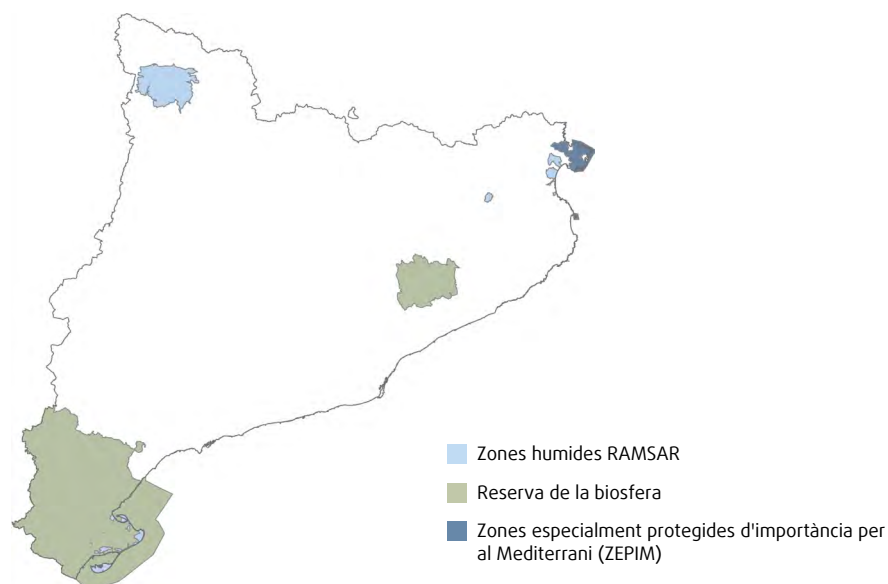 Zones humides RAMSAR
Reserva de la biosfera
Zones especialment protegides d'importància per
al Mediterrani (ZEPIM)